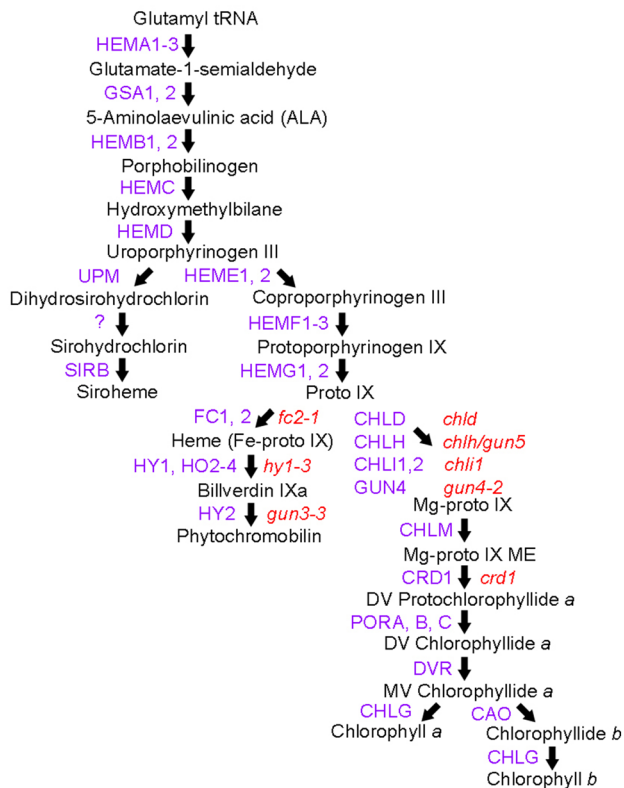 Glutamyl tRNA
HEMA1-3
Glutamate-1-semialdehyde
GSA1, 2
5-Aminolaevulinic acid (ALA)
HEMB1, 2
Porphobilinogen
HEMC
Hydroxymethylbilane
HEMD
Uroporphyrinogen III
UPM HEME1, 2
Dihydrosirohydrochlorin Coproporphyrinogen III
? HEMF1-3
Sirohydrochlorin Protoporphyrinogen IX
SIRB HEMG1, 2
Siroheme Proto IX
FC1, 2 fc2-1 CHLD chld
Heme (Fe-proto IX) CHLH chlh/gun5
HY1, HO2-4 hy1-3 CHLI1,2 chli1
Billverdin IXa GUN4 gun4-2
HY2 gun3-3 Mg-proto IX
Phytochromobilin CHLM
Mg-proto IX ME
CRD1 crd1
DV Protochlorophyllide a
PORA, B, C
DV Chlorophyllide a
DVR
MV Chlorophyllide a
CHLG CAO
Chlorophyll a Chlorophyllide b
CHLG
Chlorophyll b